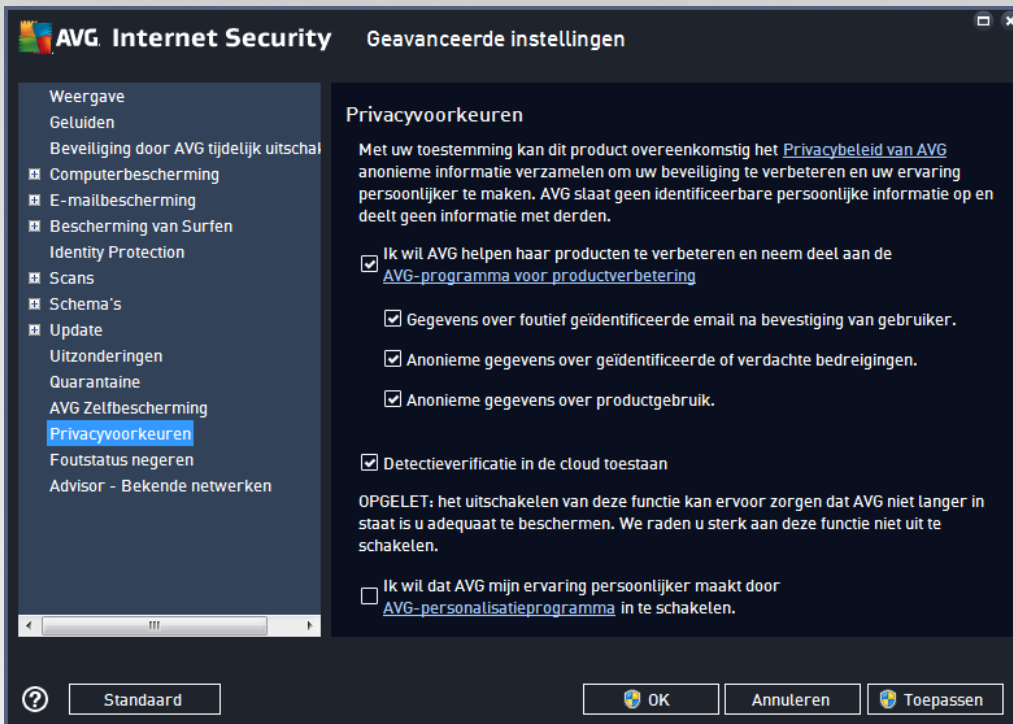 AVG Internet Security Geavanceerde instellingen
Weergave
Geluiden
Beveiliging door AVG tijdelijk uitschak
Computerbescherming
E-mailbescherming
Bescherming van Surfen
Identity Protection
Scans
Schema's
Update
Uitzonderingen
Quarantaine
AVG Zelfbescherming
Privacyvoorkeuren
Foutstatus negeren
Advisor - Bekende netwerken
Privacyvoorkeuren
Met uw toestemming kan dit product overeenkomstig het Privacybeleid van AVG
anonieme informatie verzamelen om uw beveiliging te verbeteren en uw ervaring
persoonlijker te maken. AVG slaat geen identificeerbare persoonlijke informatie op en
deelt geen informatie met derden.
Ik wil AVG helpen haar producten te verbeteren en neem deel aan de
AVG-programma voor productverbetering
Gegevens over foutief geïdentificeerde email na bevestiging van gebruiker.
Anonieme gegevens over geïdentificeerde of verdachte bedreigingen.
Anonieme gegevens over productgebruik.
Detectieverificatie in de cloud toestaan
OPGELET: het uitschakelen van deze functie kan ervoor zorgen dat AVG niet langer in
staat is u adequaat te beschermen. We raden u sterk aan deze functie niet uit te
schakelen.
Ik wil dat AVG mijn ervaring persoonlijker maakt door
AVG-personalisatieprogramma in te schakelen.
? Standaard OK Annuleren Toepassen